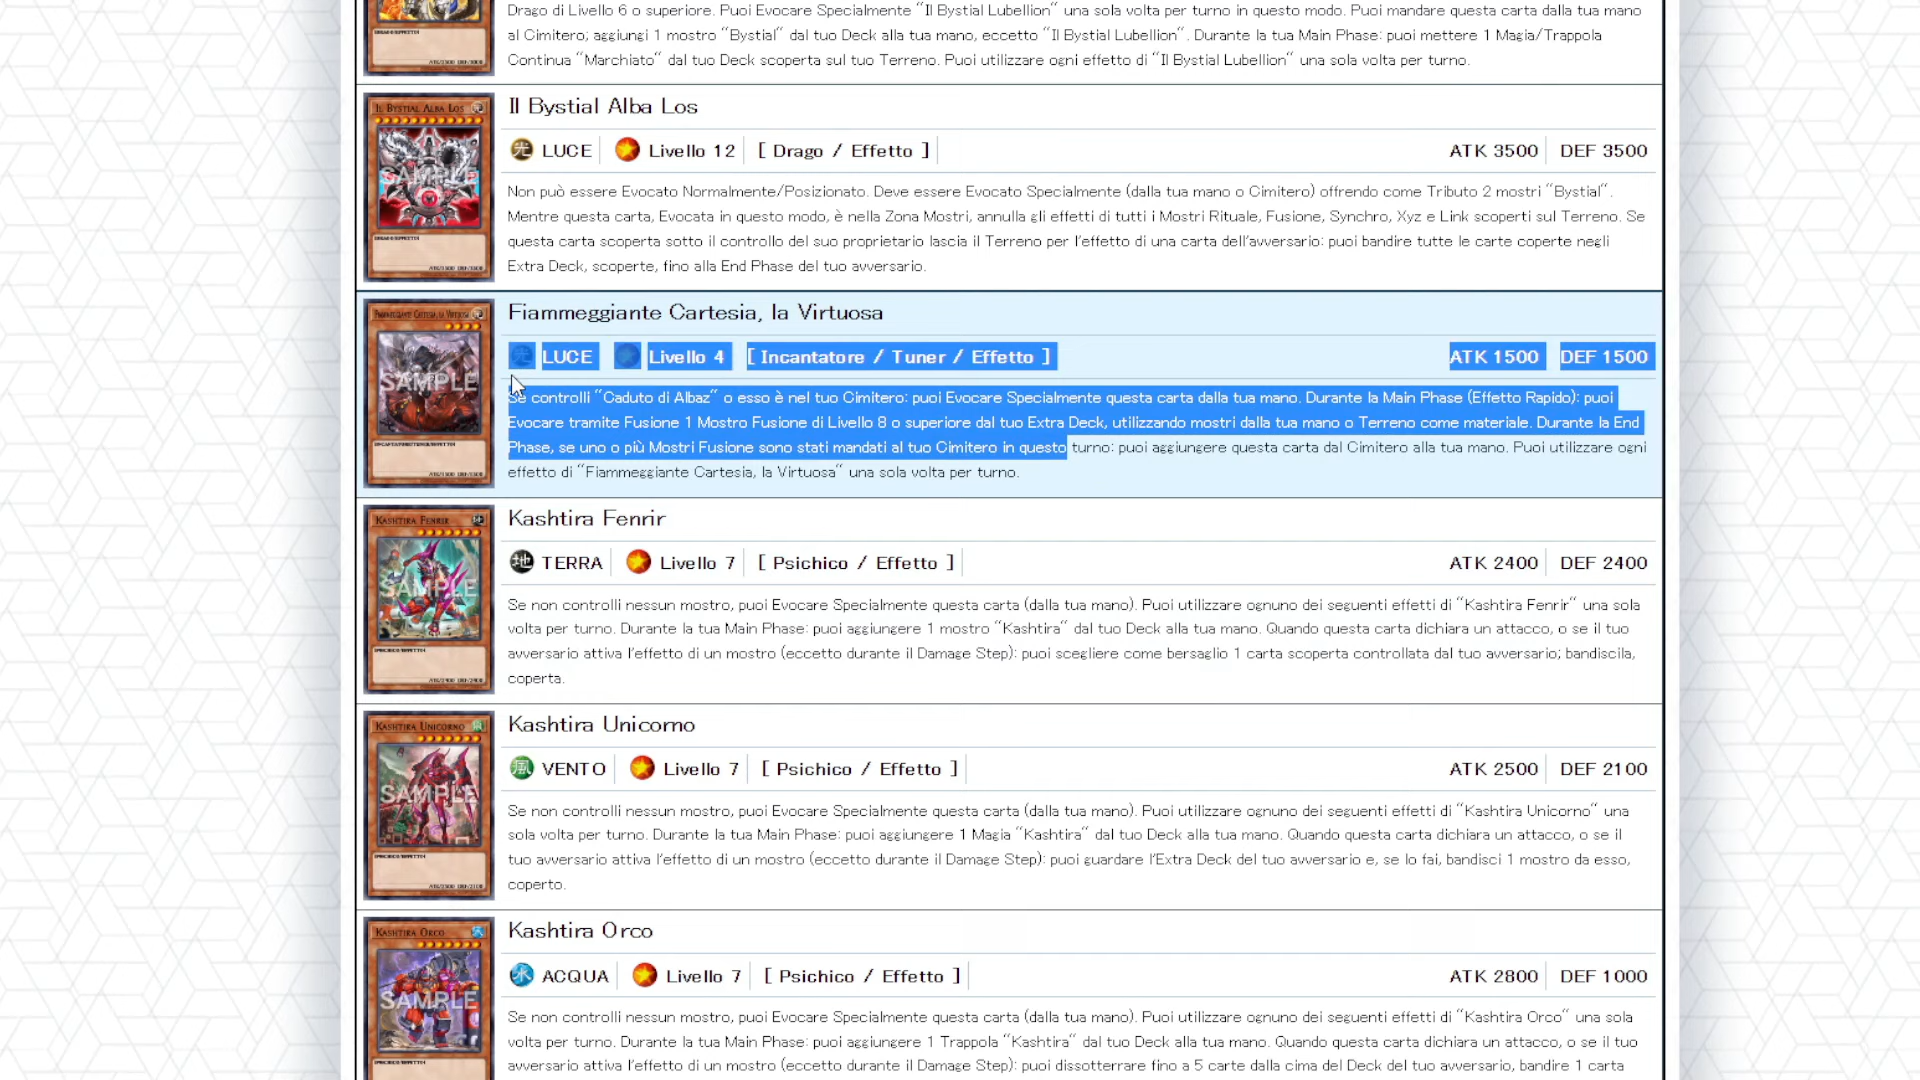 Drago di Livello 6 o superiore. Puoi Evocare Specialmente "Il Bystial Lubellion" una sola volta per turno in questo modo. Puoi mandare questa carta dalla tua mano
al Cimitero; aggiungi 1 mostro "Bystial" dal tuo Deck alla tua mano, eccetto "Il Bystial Lubellion". Durante la tua Main Phase: puoi mettere 1 Magia/Trappola
Continua "Marchiato" dal tuo Deck scoperta sul tuo Terreno. Puoi utilizzare ogni effetto di "Il Bystial Lubellion" una sola volta per turno.
Il Bystial Alba Los
Il Bystial Alba Los
光 LUCE Livello 12 [ Drago / Effetto ] ATK 3500 DEF 3500
SAMPLE
Non può essere Evocato Normalmente/Posizionato. Deve essere Evocato Specialmente (dalla tua mano o Cimitero) offrendo come Tributo 2 mostri "Bystial".
Mentre questa carta, Evocata in questo modo, è nella Zona Mostri, annulla gli effetti di tutti i Mostri Rituale, Fusione, Synchro, Xyz e Link scoperti sul Terreno. Se
questa carta scoperta sotto il controllo del suo proprietario lascia il Terreno per l'effetto di una carta dell'avversario: puoi bandire tutte le carte coperte negli
Extra Deck, scoperte, fino alla End Phase del tuo avversario.
Fiammeggiante Cartesia, la Virtuosa
Fiammeggiante Cartesia, la Virtuosa
光 LUCE Livello 4 [ Incantatore / Tuner / Effetto ] ATK 1500 DEF 1500
SAMPLE
Se controlli "Caduto di Albaz" o esso è nel tuo Cimitero: puoi Evocare Specialmente questa carta dalla tua mano. Durante la Main Phase (Effetto Rapido): puoi
Evocare tramite Fusione 1 Mostro Fusione di Livello 8 o superiore dal tuo Extra Deck, utilizzando mostri dalla tua mano o Terreno come materiale. Durante la End
Phase, se uno o più Mostri Fusione sono stati mandati al tuo Cimitero in questo turno: puoi aggiungere questa carta dal Cimitero alla tua mano. Puoi utilizzare ogni
effetto di "Fiammeggiante Cartesia, la Virtuosa" una sola volta per turno.
Kashtira Fenrir
Kashtira Fenrir
地 TERRA Livello 7 [ Psichico / Effetto ] ATK 2400 DEF 2400
SAMPLE
Se non controlli nessun mostro, puoi Evocare Specialmente questa carta (dalla tua mano). Puoi utilizzare ognuno dei seguenti effetti di "Kashtira Fenrir" una sola
volta per turno. Durante la tua Main Phase: puoi aggiungere 1 mostro "Kashtira" dal tuo Deck alla tua mano. Quando questa carta dichiara un attacco, o se il tuo
avversario attiva l'effetto di un mostro (eccetto durante il Damage Step): puoi scegliere come bersaglio 1 carta scoperta controllata dal tuo avversario; bandiscila,
coperta.
Kashtira Unicorno
Kashtira Unicorno
風 VENTO Livello 7 [ Psichico / Effetto ] ATK 2500 DEF 2100
SAMPLE
Se non controlli nessun mostro, puoi Evocare Specialmente questa carta (dalla tua mano). Puoi utilizzare ognuno dei seguenti effetti di "Kashtira Unicorno" una
sola volta per turno. Durante la tua Main Phase: puoi aggiungere 1 Magia "Kashtira" dal tuo Deck alla tua mano. Quando questa carta dichiara un attacco, o se il
tuo avversario attiva l'effetto di un mostro (eccetto durante il Damage Step): puoi guardare l'Extra Deck del tuo avversario e, se lo fai, bandisci 1 mostro da esso,
coperto.
Kashtira Orco
Kashtira Orco
水 ACQUA Livello 7 [ Psichico / Effetto ] ATK 2800 DEF 1000
SAMPLE
Se non controlli nessun mostro, puoi Evocare Specialmente questa carta (dalla tua mano). Puoi utilizzare ognuno dei seguenti effetti di "Kashtira Orco" una sola
volta per turno. Durante la tua Main Phase: puoi aggiungere 1 Trappola "Kashtira" dal tuo Deck alla tua mano. Quando questa carta dichiara un attacco, o se il tuo
avversario attiva l'effetto di un mostro (eccetto durante il Damage Step): puoi dissotterrare fino a 5 carte dalla cima del Deck del tuo avversario, bandire 1 carta